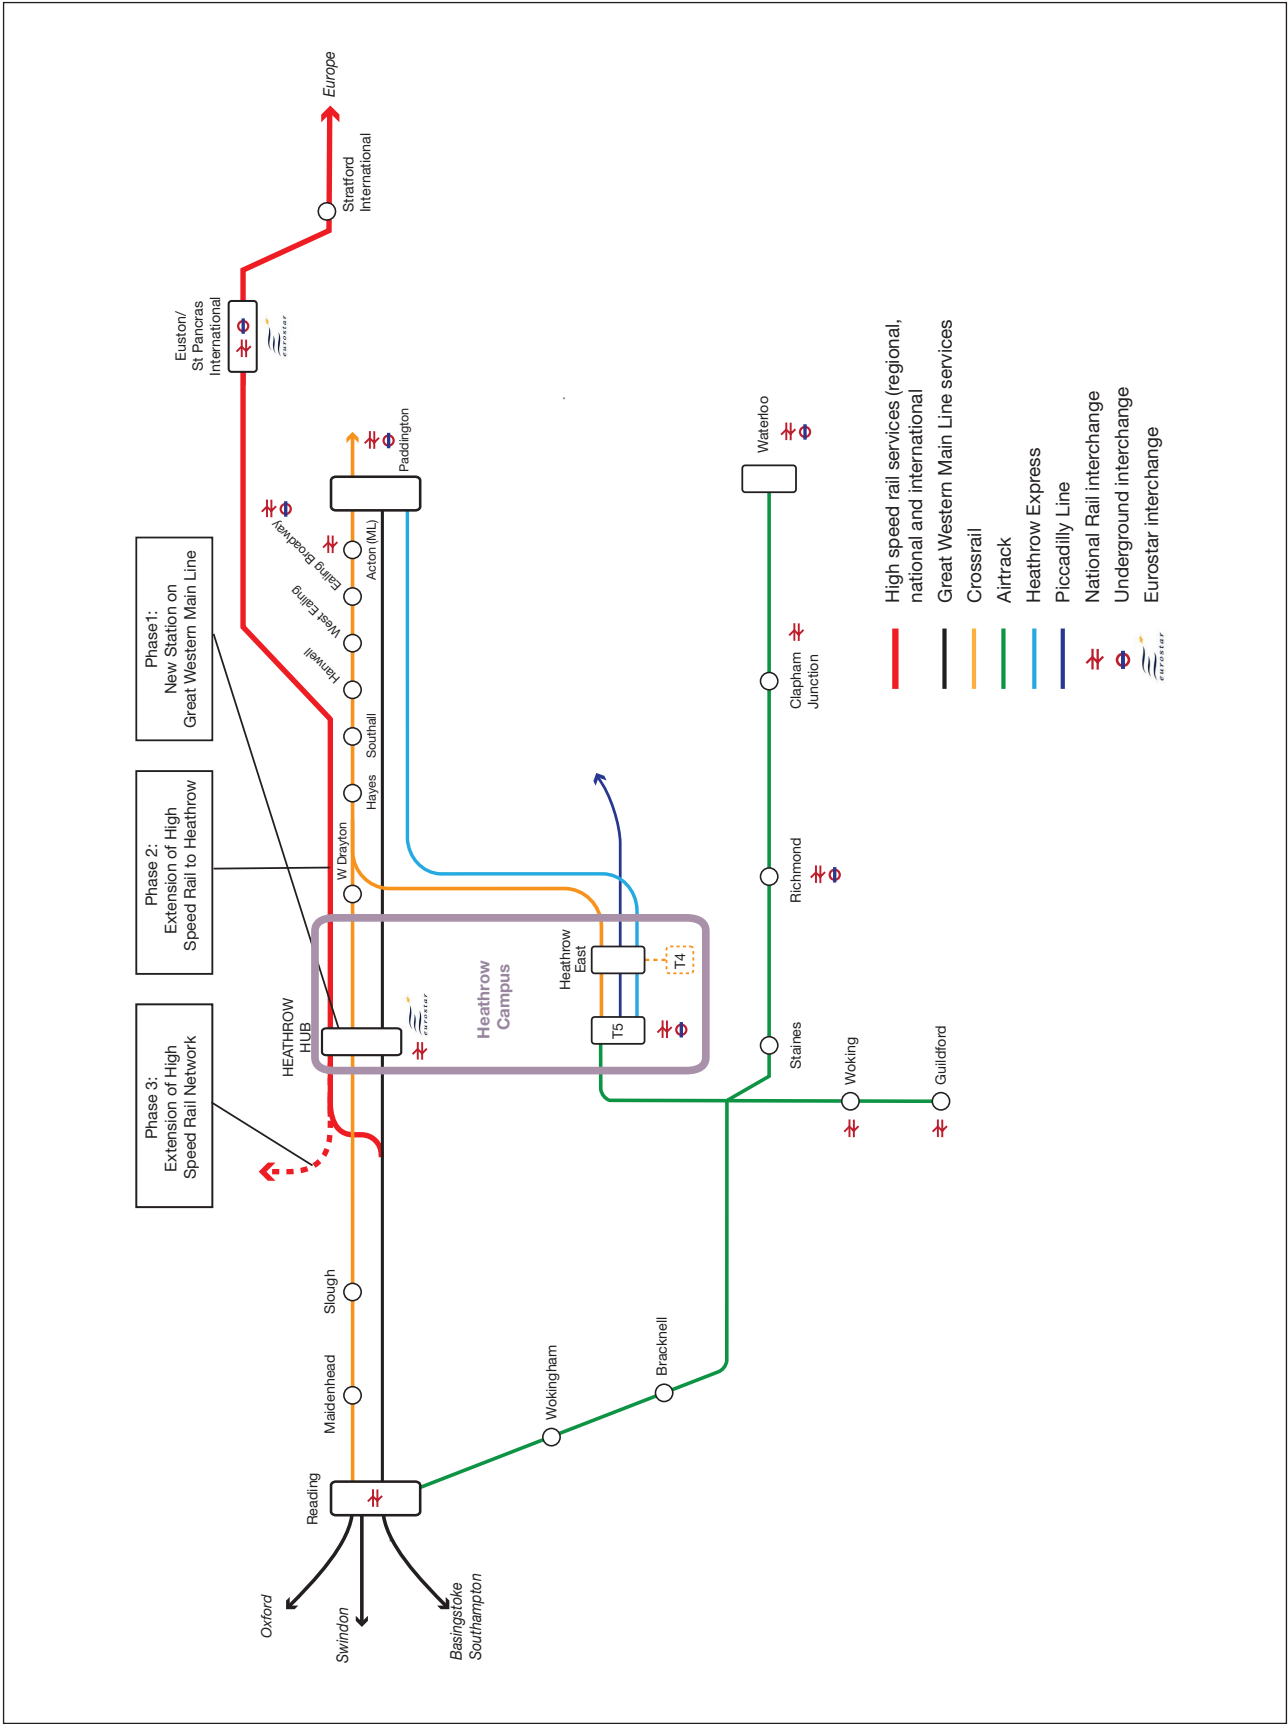 Phase 3:
Extension of High
Speed Rail Network
Phase 2:
Extension of High
Speed Rail to Heathrow
Phase1:
New Station on
Great Western Main Line
Euston/
St Pancras
International
eurostar
Stratford
International
Europe
Oxford
Swindon
Basingstoke
Southampton
Reading
Maidenhead
Slough
HEATHROW
HUB
eurostar
W Drayton
Hayes
Southall
Hanwell
West Ealing
Ealing Broadway
Acton (ML)
Paddington
Heathrow
Campus
Heathrow
East
T5
T4
Wokingham
Bracknell
Staines
Richmond
Clapham
Junction
Waterloo
Woking
Guildford
High speed rail services (regional,
national and international
Great Western Main Line services
Crossrail
Airtrack
Heathrow Express
Piccadilly Line
National Rail interchange
Underground interchange
eurostar
Eurostar interchange